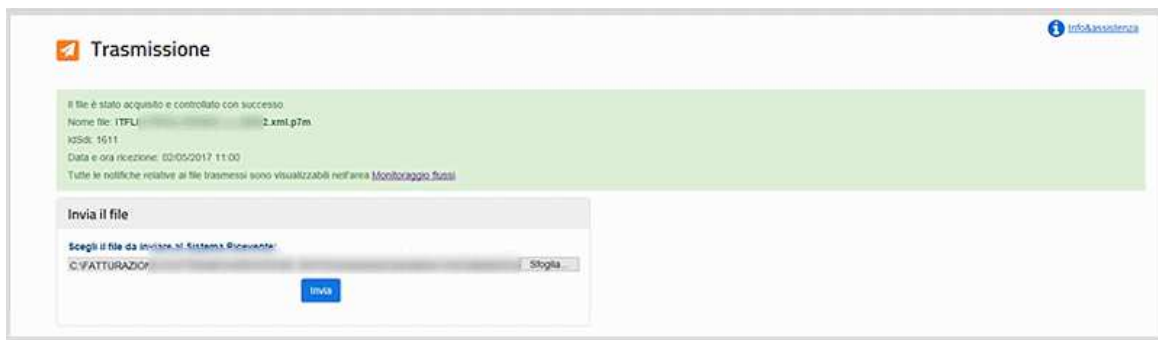 Info&assistenza
Trasmissione
Il file è stato acquisito e controllato con successo
Nome file: ITFLI 2.xml.p7m
IdSdi: 1611
Data e ora ricezione: 02/05/2017 11:00
Tutte le notifiche relative ai file trasmessi sono visualizzabili nell'area Monitoraggio flussi
Invia il file
Scegli il file da inviare al Sistema Ricevente:
C:\FATTURAZION Sfoglia...
Invia